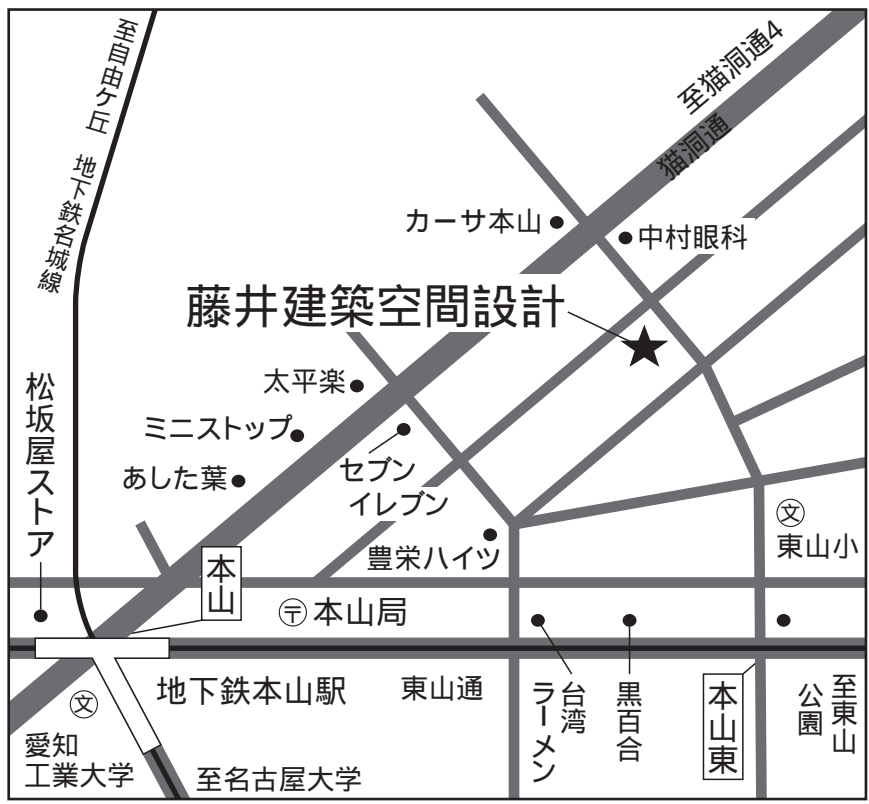 至自由ケ丘
地下鉄名城線
至猫洞通4
猫洞通
カーサ本山
中村眼科
藤井建築空間設計
太平楽
ミニストップ
あした葉
セブン
イレブン
豊栄ハイツ
松坂屋ストア
文
東山小
本山
〒本山局
地下鉄本山駅
東山通
台湾
ラーメン
黒百合
本山東
至東山
公園
文
愛知
工業大学
至名古屋大学